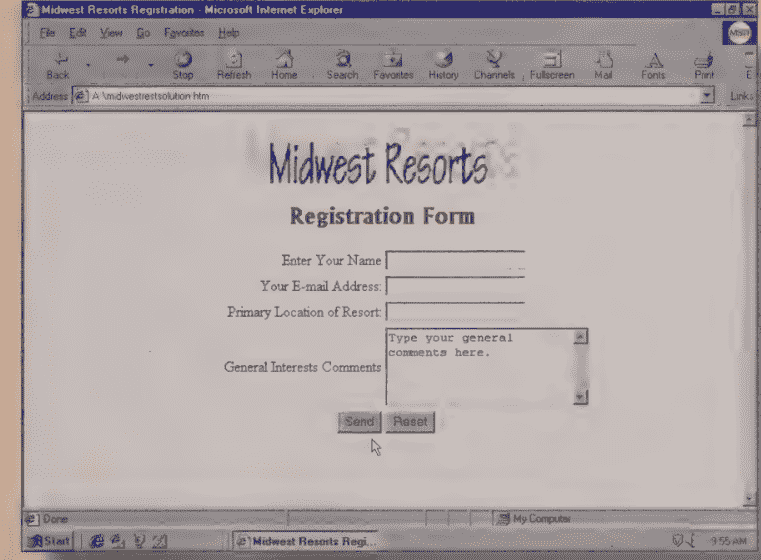 Midwest Resorts Registration - Microsoft Internet Explorer
File Edit View Go Favorites Help
Back Stop Refresh Home Search Favorites History Channels Fullscreen Mail Fonts Print E
Address A:\midwestrestsolution.htm Links
Midwest Resorts
Registration Form
Enter Your Name
Your E-mail Address:
Primary Location of Resort:
General Interests Comments
Type your general
comments here.
Send Reset
Done My Computer
Start Midwest Resorts Regi... 9:55 AM